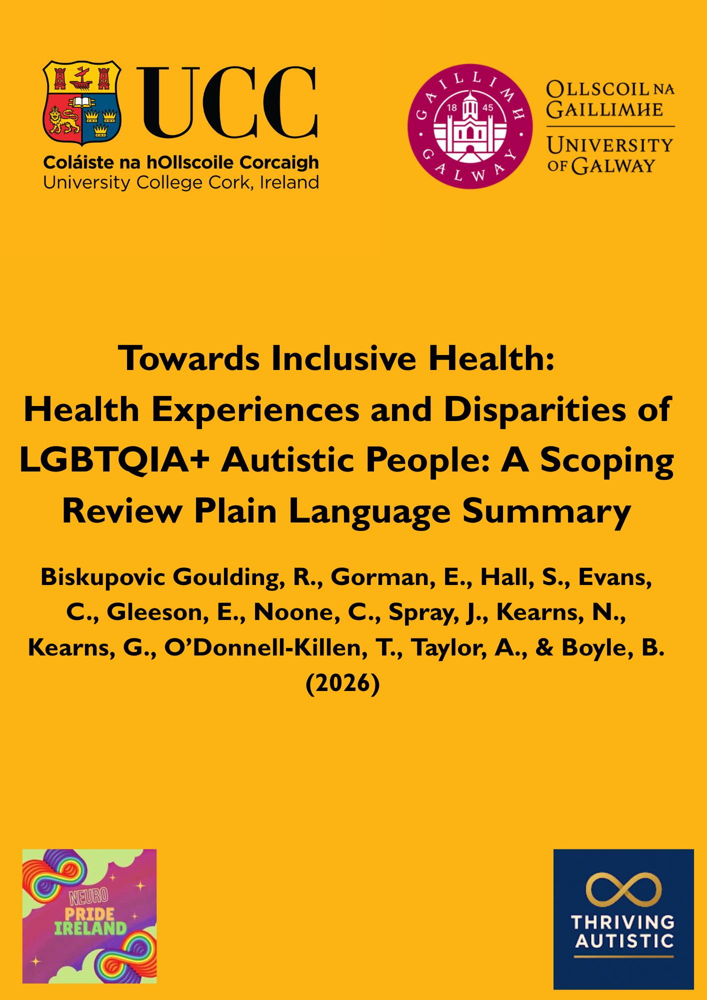 UCC
Coláiste na hOllscoile Corcaigh
University College Cork, Ireland
GAILLIMH
18 45
GALWAY
OLLSCOIL NA
GAILLIMHE
UNIVERSITY
OF GALWAY
Towards Inclusive Health:
Health Experiences and Disparities of
LGBTQIA+ Autistic People: A Scoping
Review Plain Language Summary
Biskupovic Goulding, R., Gorman, E., Hall, S., Evans,
C., Gleeson, E., Noone, C., Spray, J., Kearns, N.,
Kearns, G., O’Donnell-Killen, T., Taylor, A., & Boyle, B.
(2026)
NEURO
PRIDE
IRELAND
THRIVING
AUTISTIC